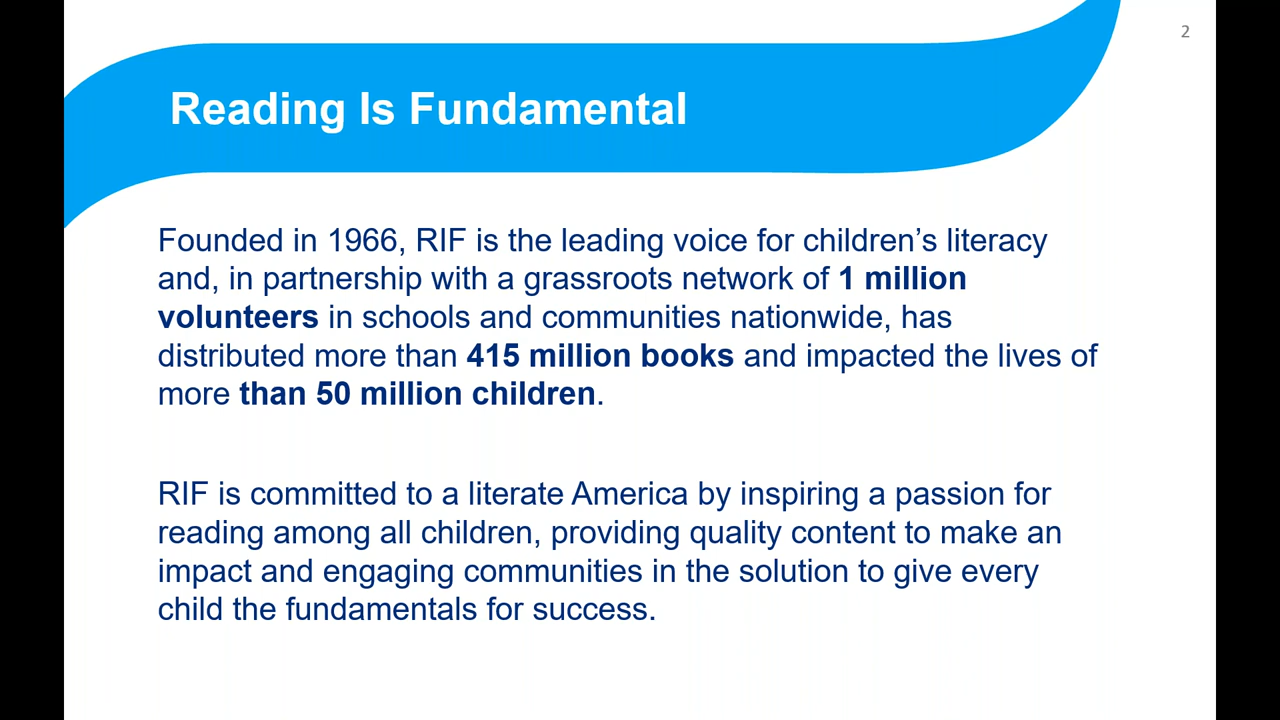 2
Reading Is Fundamental
Founded in 1966, RIF is the leading voice for children’s literacy
and, in partnership with a grassroots network of 1 million
volunteers in schools and communities nationwide, has
distributed more than 415 million books and impacted the lives of
more than 50 million children.
RIF is committed to a literate America by inspiring a passion for
reading among all children, providing quality content to make an
impact and engaging communities in the solution to give every
child the fundamentals for success.